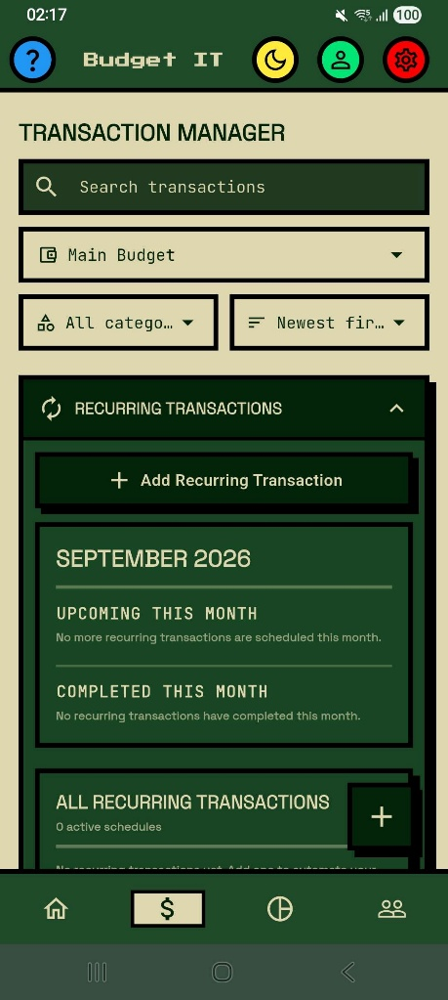 02:17
100
? Budget IT
TRANSACTION MANAGER
Search transactions
Main Budget
All catego…
Newest fir…
RECURRING TRANSACTIONS
+ Add Recurring Transaction
SEPTEMBER 2026
UPCOMING THIS MONTH
No more recurring transactions are scheduled this month.
COMPLETED THIS MONTH
No recurring transactions have completed this month.
ALL RECURRING TRANSACTIONS
0 active schedules
+
No recurring transactions yet. Add one to automate your
$